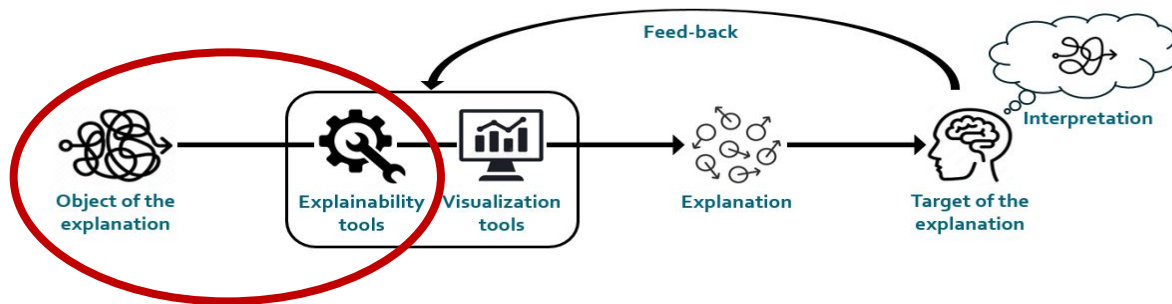 Feed-back
Interpretation
Object of the
explanation
Explainability
tools
Visualization
tools
Explanation
Target of the
explanation